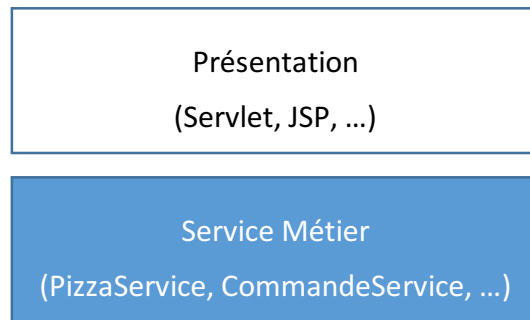 Présentation
(Servlet, JSP, …)
Service Métier
(PizzaService, CommandeService, …)